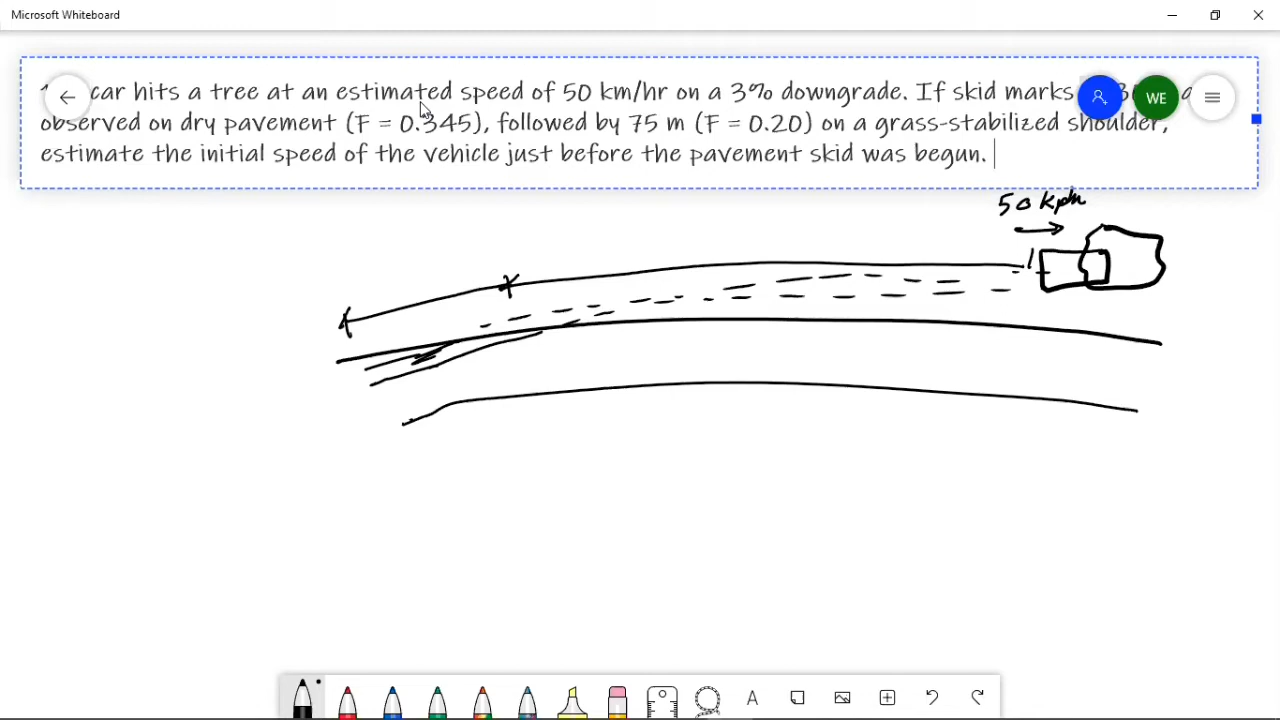 Microsoft Whiteboard
car hits a tree at an estimated speed of 50 km/hr on a 3% downgrade. If skid marks
observed on dry pavement (F = 0.345), followed by 75 m (F = 0.20) on a grass-stabilized shoulder,
estimate the initial speed of the vehicle just before the pavement skid was begun.
WE
50 kph
A